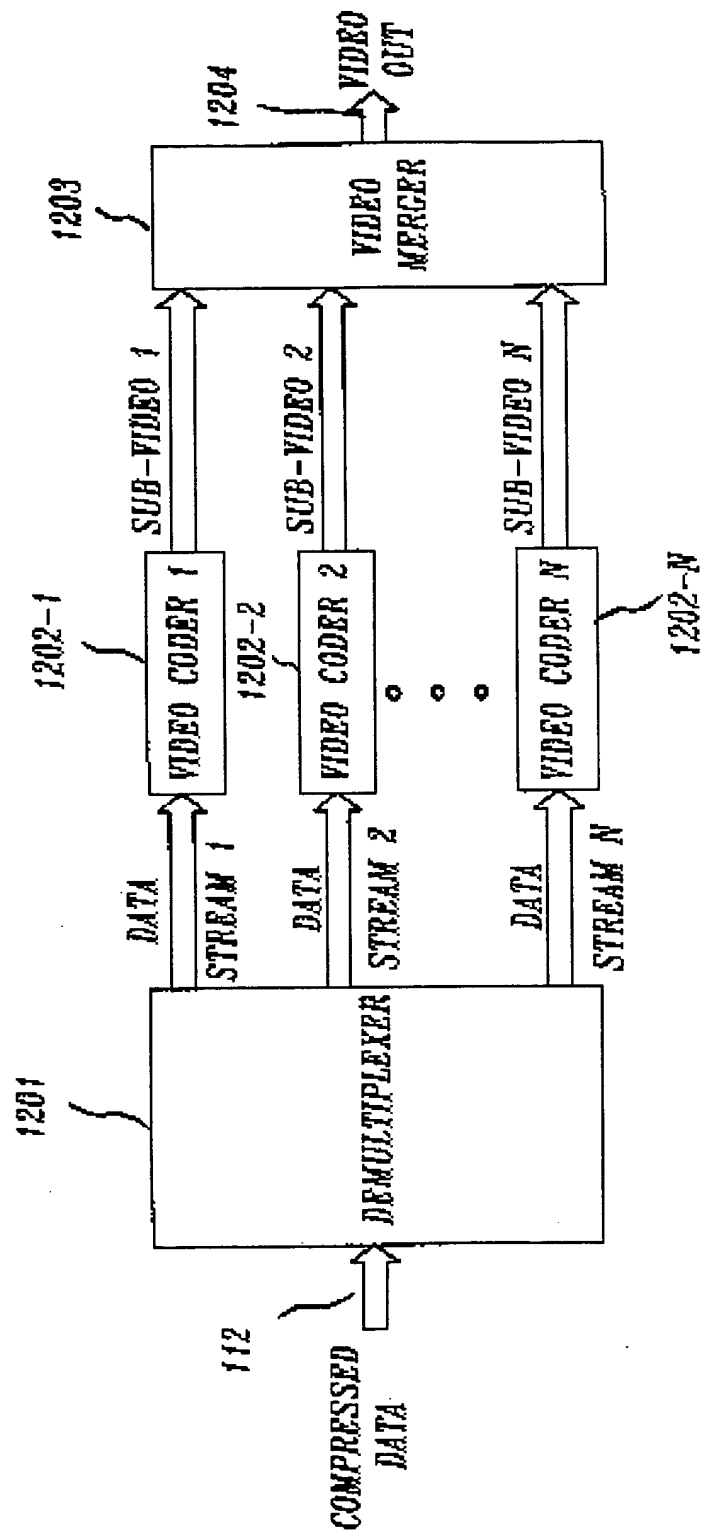 COMPRESSED
DATA
112
1201
DEMULTIPLEXER
DATA
STREAM 1
DATA
STREAM 2
DATA
STREAM N
1202-1
VIDEO CODER 1
1202-2
VIDEO CODER 2
VIDEO CODER N
1202-N
SUB-VIDEO 1
SUB-VIDEO 2
SUB-VIDEO N
1203
VIDEO
MERGER
1204
VIDEO
OUT